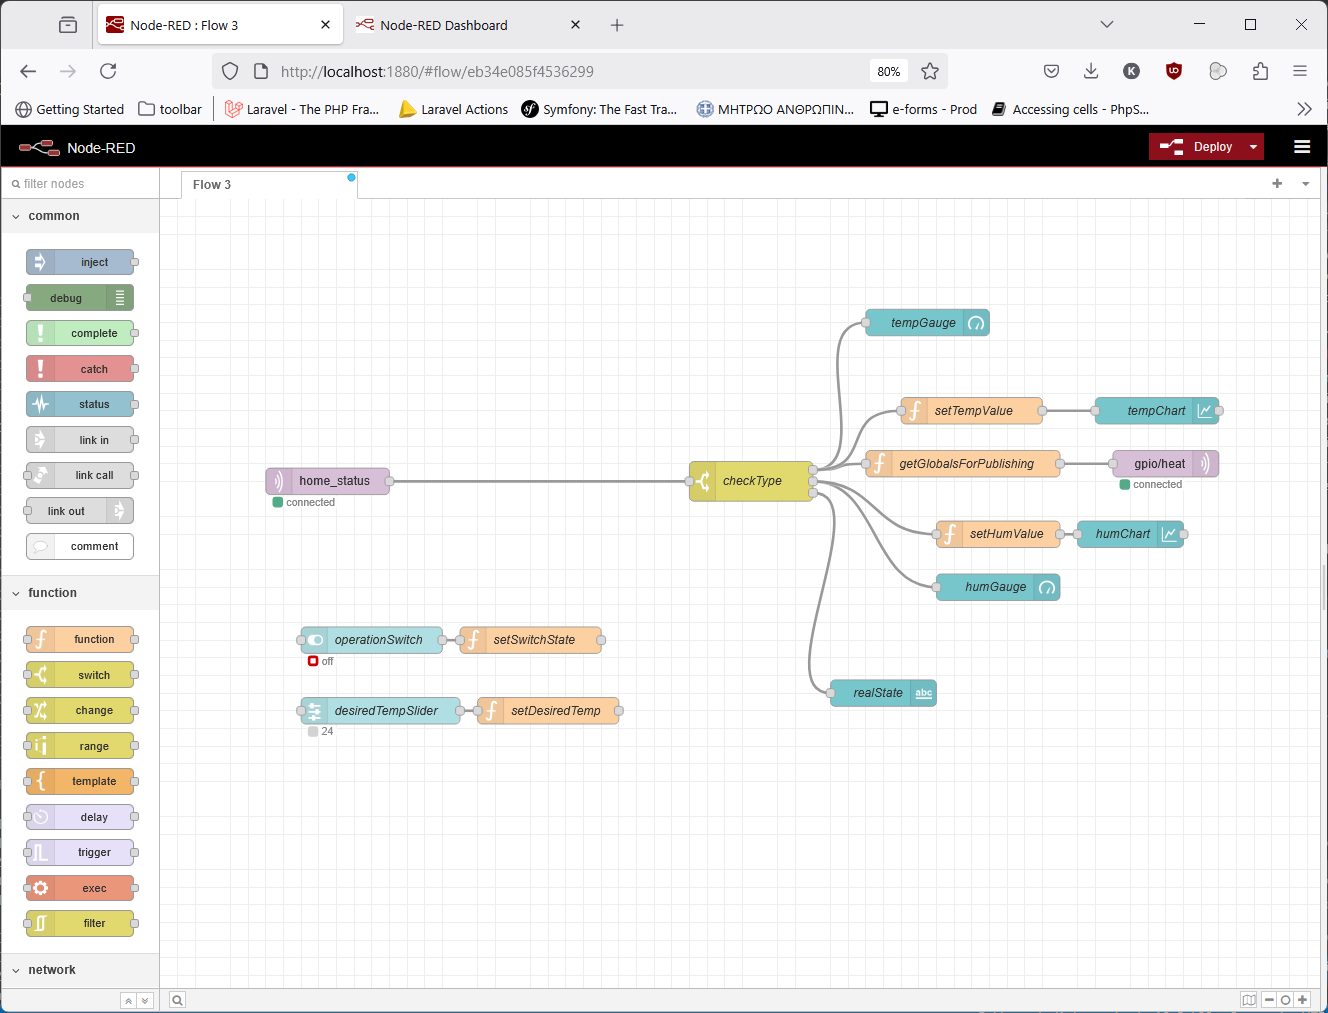 Node-RED : Flow 3
Node-RED Dashboard
http://localhost:1880/#flow/eb34e085f4536299
80%
K
Getting Started
toolbar
Laravel - The PHP Fra...
Laravel Actions
Symfony: The Fast Tra...
ΜΗΤΡΩΟ ΑΝΘΡΩΠΙΝ...
e-forms - Prod
Accessing cells - PhpS...
Node-RED
Deploy
filter nodes
Flow 3
common
inject
debug
complete
catch
status
link in
link call
link out
comment
function
function
switch
change
range
template
delay
trigger
exec
filter
network
tempGauge
setTempValue
tempChart
getGlobalsForPublishing
gpio/heat
connected
home_status
connected
checkType
setHumValue
humChart
humGauge
operationSwitch
off
setSwitchState
realState
abc
desiredTempSlider
24
setDesiredTemp